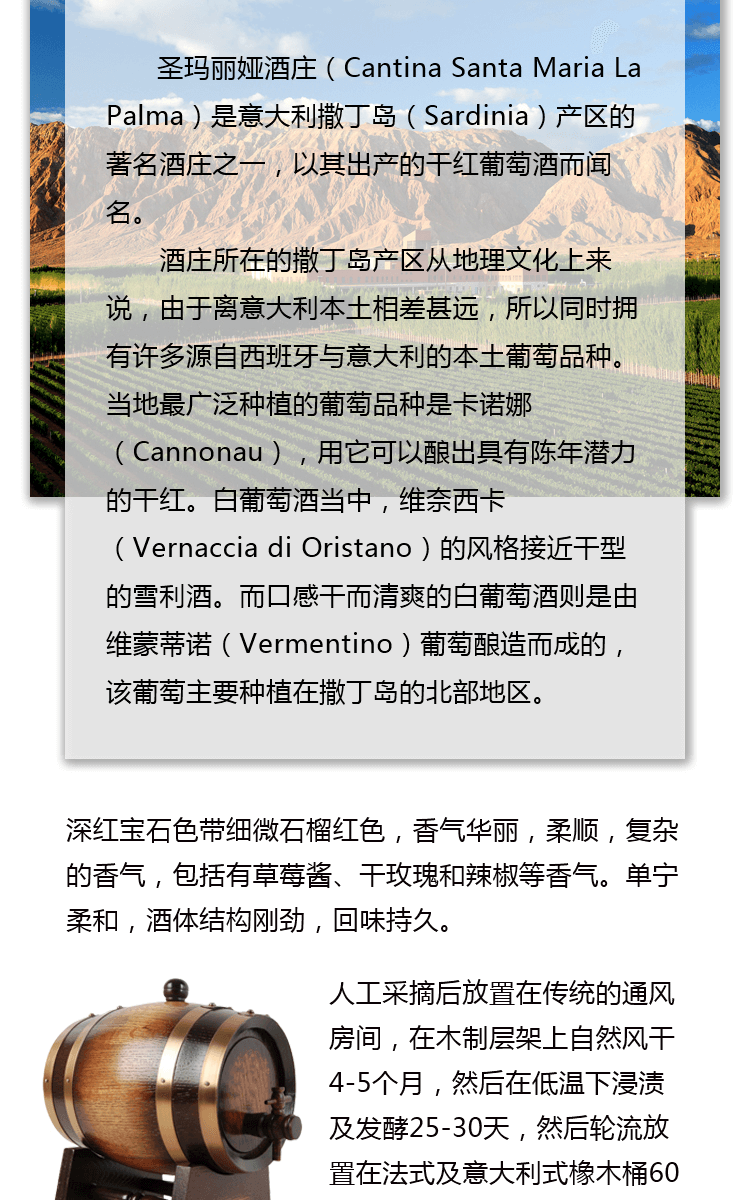 圣玛丽娅酒庄（Cantina Santa Maria La
Palma）是意大利撒丁岛（Sardinia）产区的
著名酒庄之一，以其出产的干红葡萄酒而闻
名。
酒庄所在的撒丁岛产区从地理文化上来
说，由于离意大利本土相差甚远，所以同时拥
有许多源自西班牙与意大利的本土葡萄品种。
当地最广泛种植的葡萄品种是卡诺娜
（Cannonau），用它可以酿出具有陈年潜力
的干红。白葡萄酒当中，维奈西卡
（Vernaccia di Oristano）的风格接近干型
的雪利酒。而口感干而清爽的白葡萄酒则是由
维蒙蒂诺（Vermentino）葡萄酿造而成的，
该葡萄主要种植在撒丁岛的北部地区。
深红宝石色带细微石榴红色，香气华丽，柔顺，复杂
的香气，包括有草莓酱、干玫瑰和辣椒等香气。单宁
柔和，酒体结构刚劲，回味持久。
人工采摘后放置在传统的通风
房间，在木制层架上自然风干
4-5个月，然后在低温下浸渍
及发酵25-30天，然后轮流放
置在法式及意大利式橡木桶60